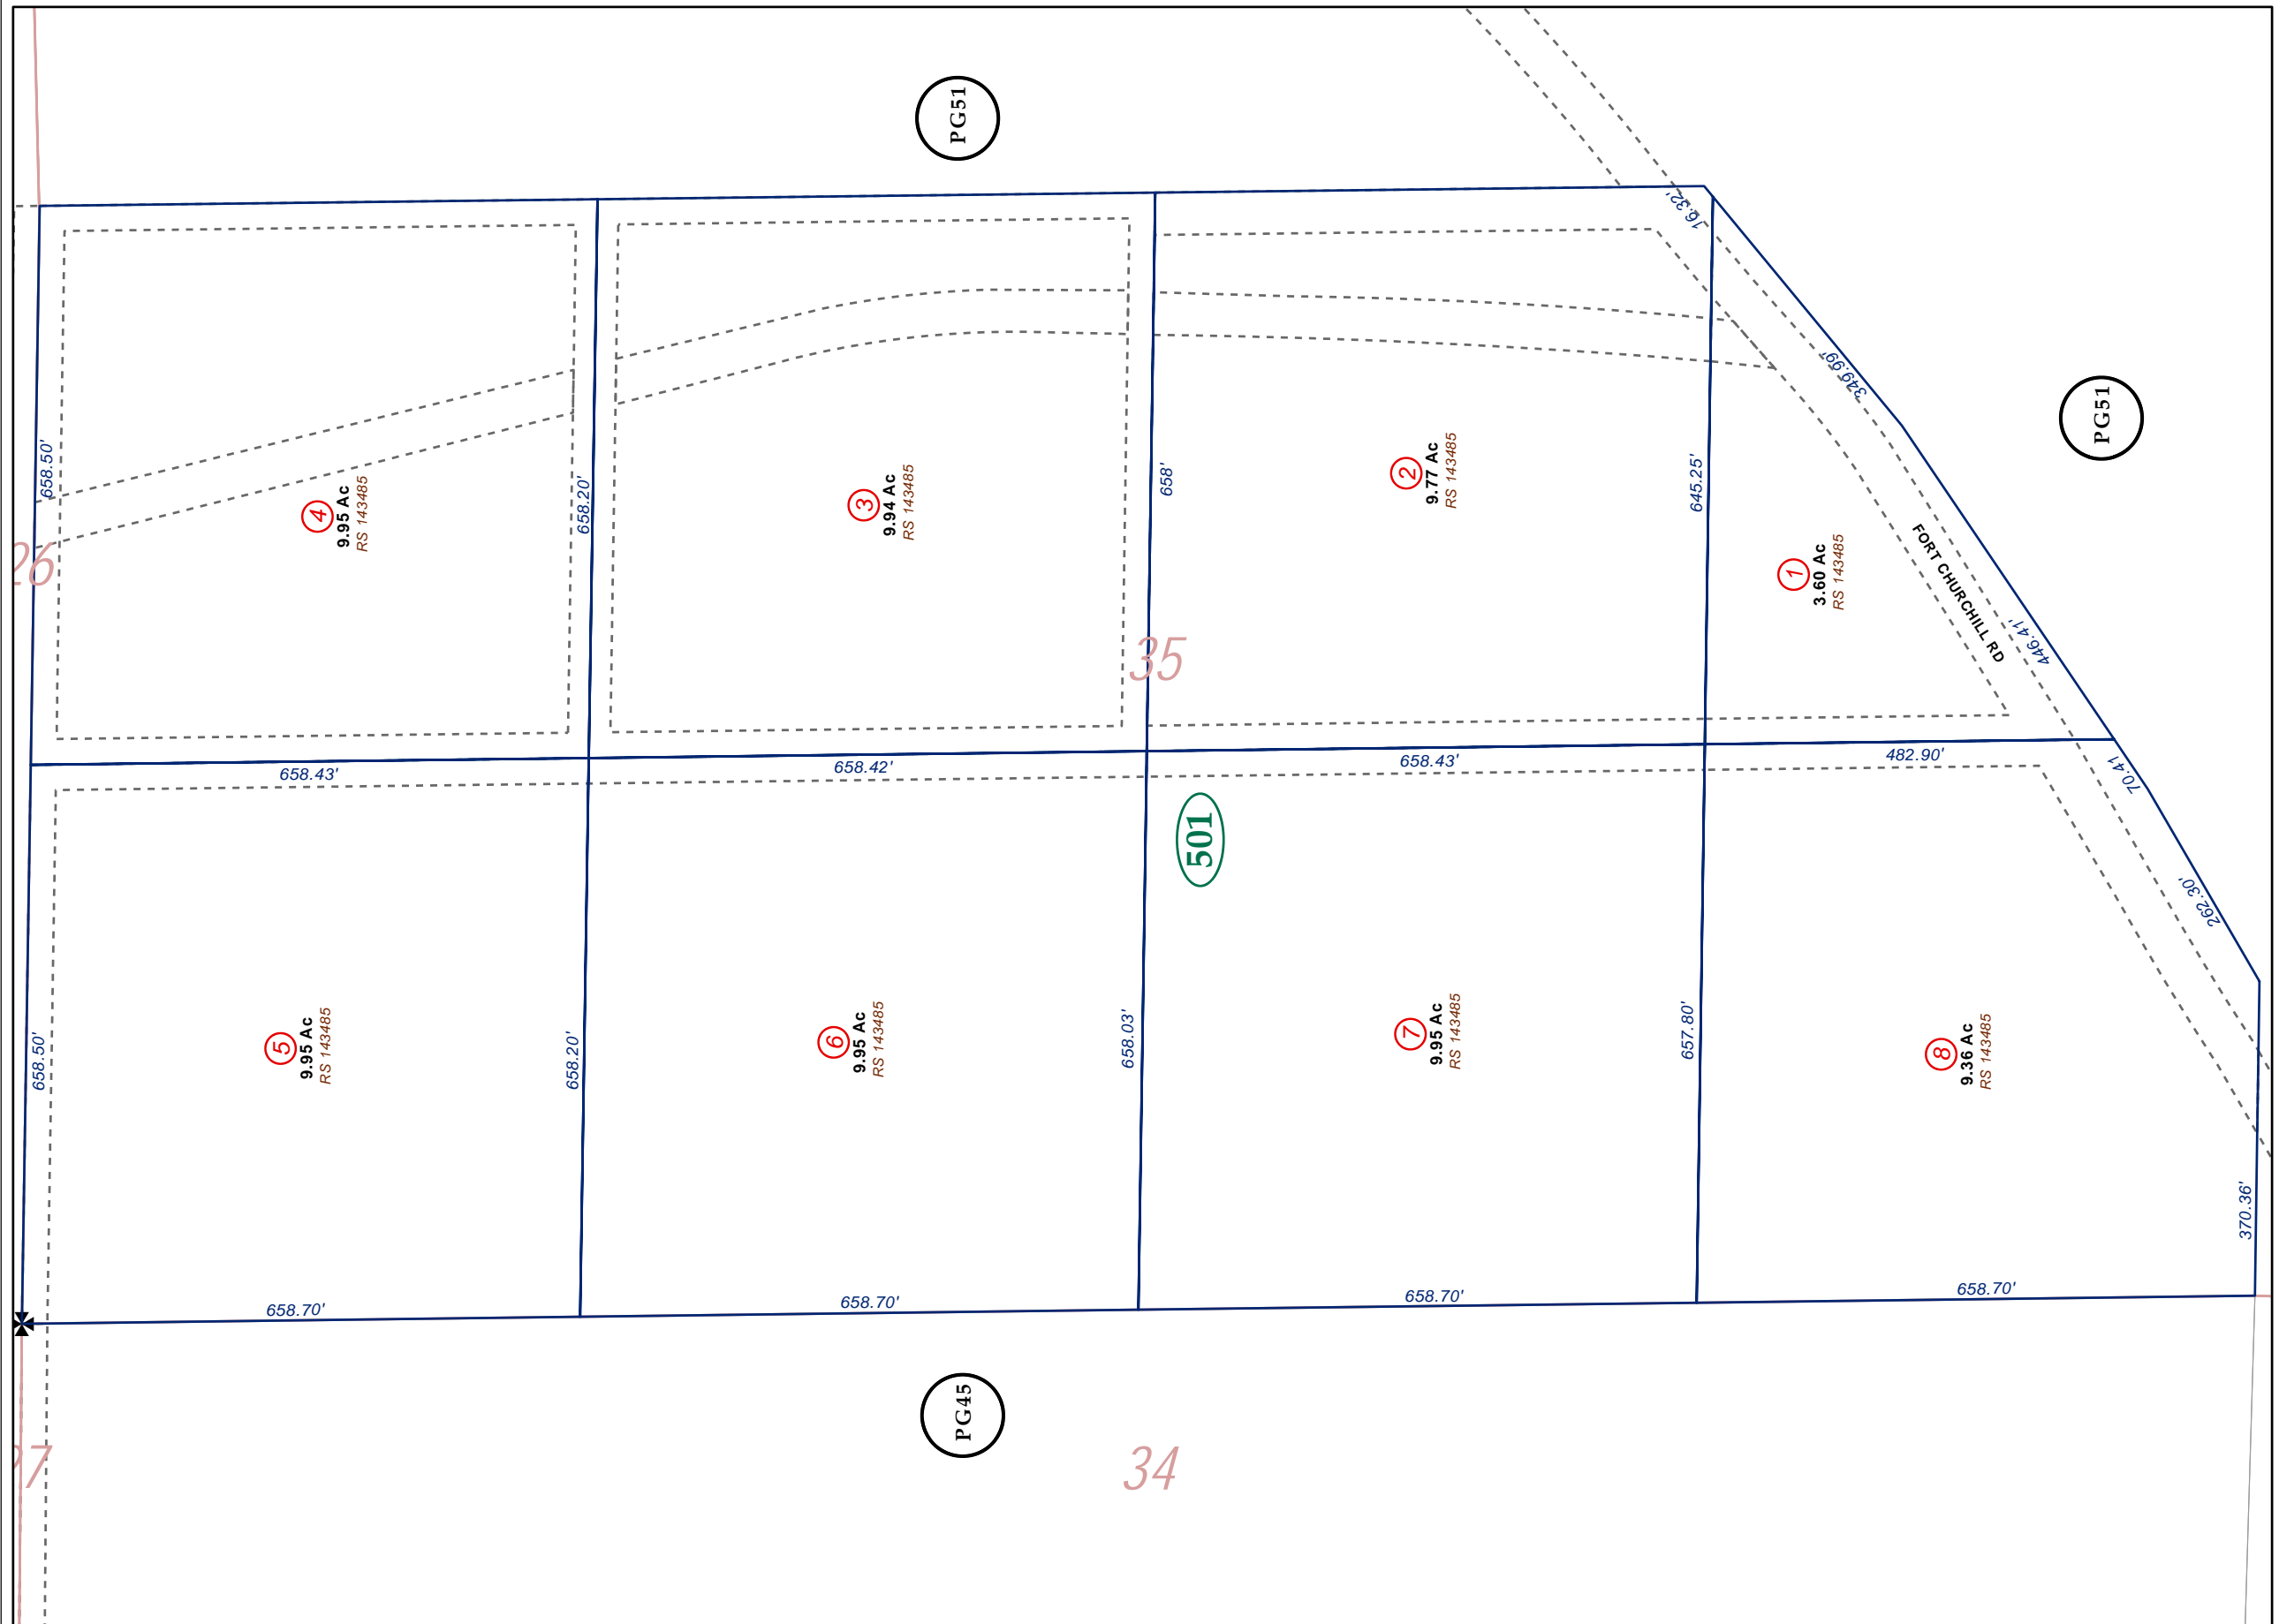 PG51
16.32'
349.99'
PG51
658.50'
658.20'
658'
645.25'
4
9.95 Ac
RS 143485
3
9.94 Ac
RS 143485
2
9.77 Ac
RS 143485
1
3.60 Ac
RS 143485
FORT CHURCHILL RD
446.41'
26
35
658.43'
658.42'
658.43'
482.90'
70.41
501
262.30'
658.50'
658.20'
658.03'
657.80'
5
9.95 Ac
RS 143485
6
9.95 Ac
RS 143485
7
9.95 Ac
RS 143485
8
9.36 Ac
RS 143485
370.36'
658.70'
658.70'
658.70'
658.70'
PG45
7
34